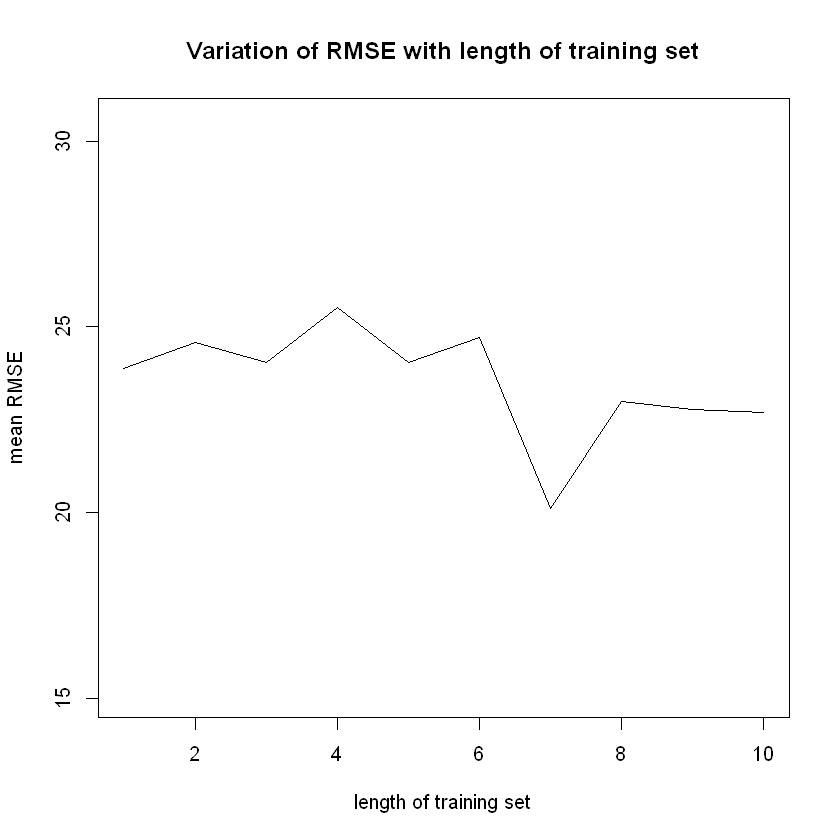 Variation of RMSE with length of training set
30
25
20
15
mean RMSE
2 4 6 8 10
length of training set